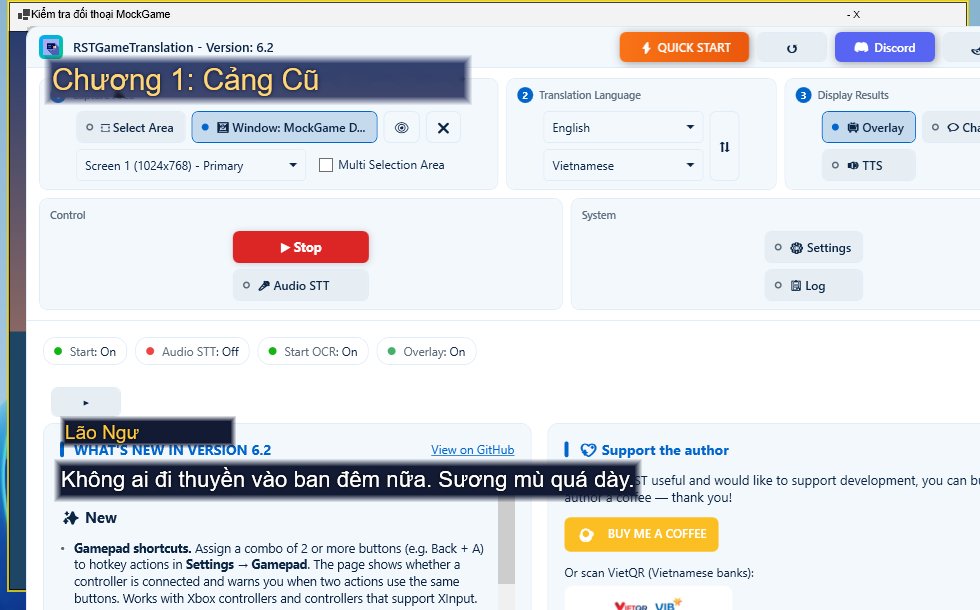 Kiểm tra đối thoại MockGame
- X
RSTGameTranslation - Version: 6.2
QUICK START
Discord
Chương 1: Cảng Cũ
Select Area
Window: MockGame D...
Screen 1 (1024x768) - Primary
Multi Selection Area
2 Translation Language
English
Vietnamese
3 Display Results
Overlay
TTS
Control
Stop
Audio STT
System
Settings
Log
Start: On
Audio STT: Off
Start OCR: On
Overlay: On
Lão Ngư
WHAT'S NEW IN VERSION 6.2
View on GitHub
Không ai đi thuyền vào ban đêm nữa. Sương mù quá dày.
New
• Gamepad shortcuts. Assign a combo of 2 or more buttons (e.g. Back + A)
to hotkey actions in Settings → Gamepad. The page shows whether a
controller is connected and warns you when two actions use the same
buttons. Works with Xbox controllers and controllers that support XInput.
Support the author
useful and would like to support development, you can
author a coffee — thank you!
BUY ME A COFFEE
Or scan VietQR (Vietnamese banks):
VIETQR VIB